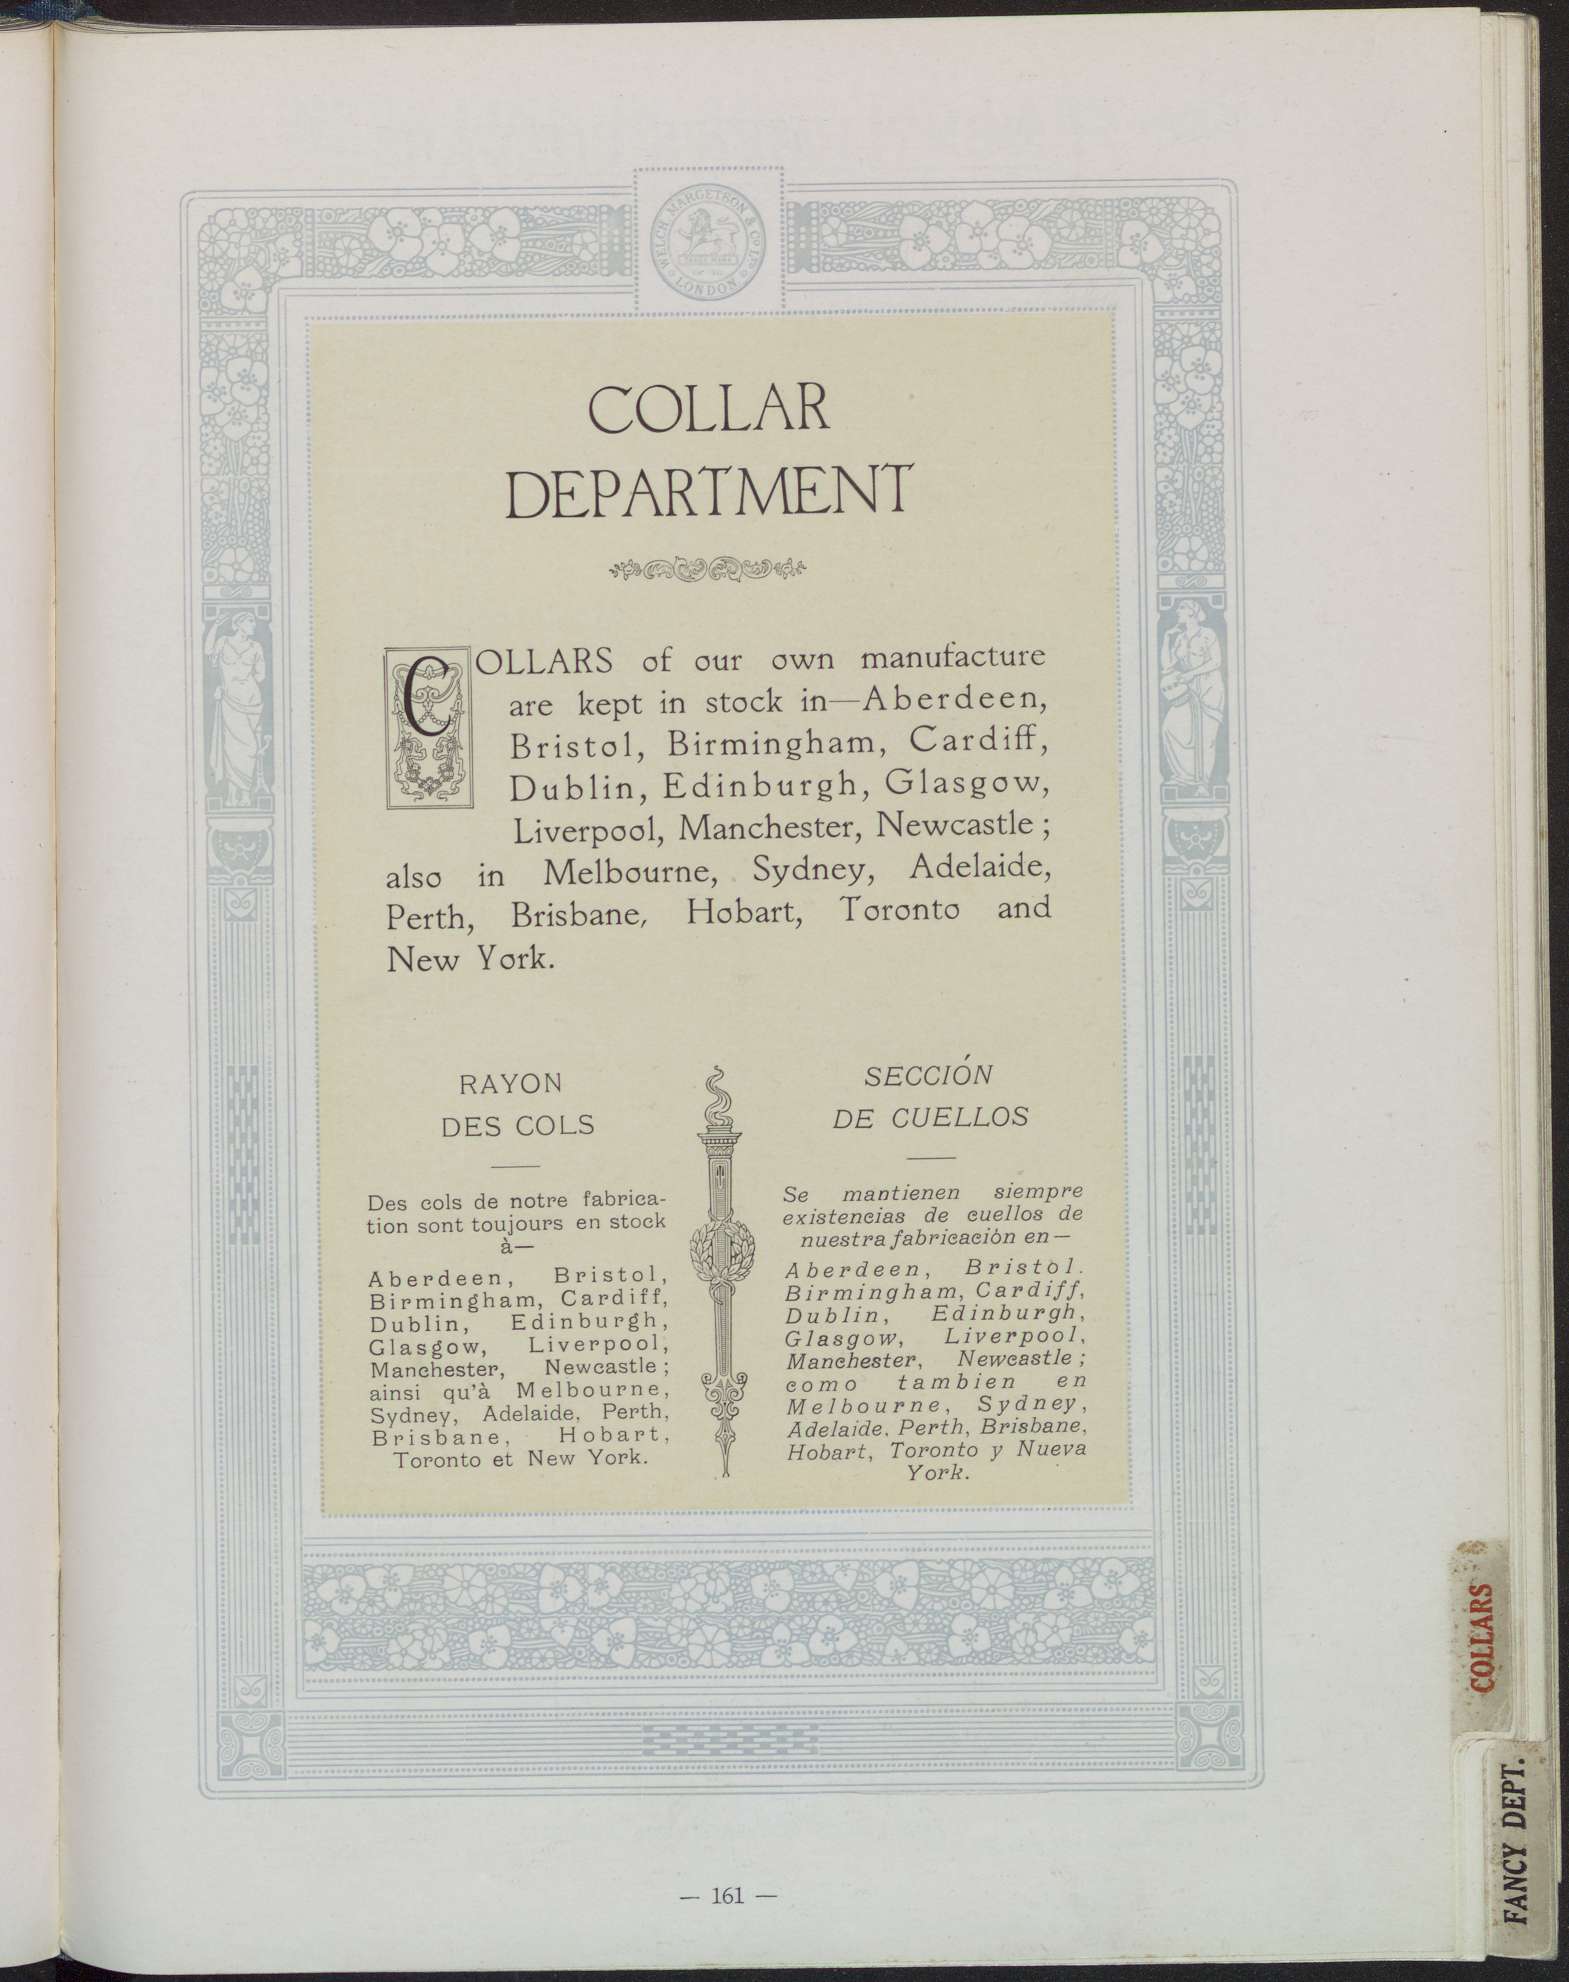 WELCH, MARGETSON & CO LTD
LONDON
COLLAR
DEPARTMENT
COLLARS of our own manufacture
are kept in stock in—Aberdeen,
Bristol, Birmingham, Cardiff,
Dublin, Edinburgh, Glasgow,
Liverpool, Manchester, Newcastle ;
also in Melbourne, Sydney, Adelaide,
Perth, Brisbane, Hobart, Toronto and
New York.
RAYON
DES COLS
Des cols de notre fabrica-
tion sont toujours en stock
à—
Aberdeen, Bristol,
Birmingham, Cardiff,
Dublin, Edinburgh,
Glasgow, Liverpool,
Manchester, Newcastle ;
ainsi qu'à Melbourne,
Sydney, Adelaide, Perth,
Brisbane, Hobart,
Toronto et New York.
SECCIÓN
DE CUELLOS
Se mantienen siempre
existencias de cuellos de
nuestra fabricación en—
Aberdeen, Bristol.
Birmingham, Cardiff,
Dublin, Edinburgh,
Glasgow, Liverpool,
Manchester, Newcastle ;
como tambien en
Melbourne, Sydney,
Adelaide. Perth, Brisbane,
Hobart, Toronto y Nueva
York.
— 161 —
COLLARS
FANCY DEPT.